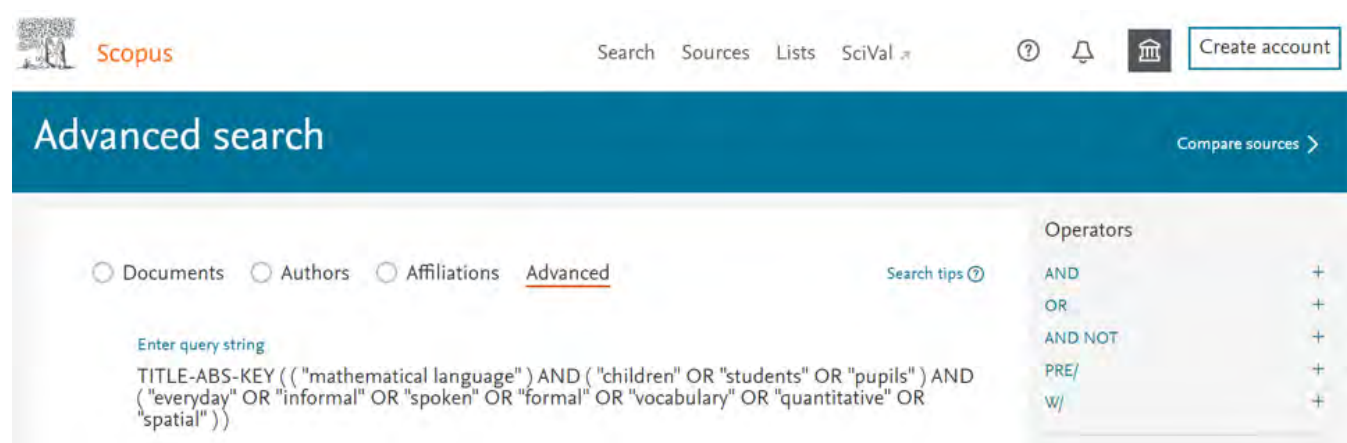 Scopus
Search Sources Lists SciVal
Create account
Advanced search
Compare sources
Documents Authors Affiliations Advanced
Search tips
Enter query string
TITLE-ABS-KEY ( ( "mathematical language" ) AND ( "children" OR "students" OR "pupils" ) AND
( "everyday" OR "informal" OR "spoken" OR "formal" OR "vocabulary" OR "quantitative" OR
"spatial" ) )
Operators
AND +
OR +
AND NOT +
PRE/ +
W/ +